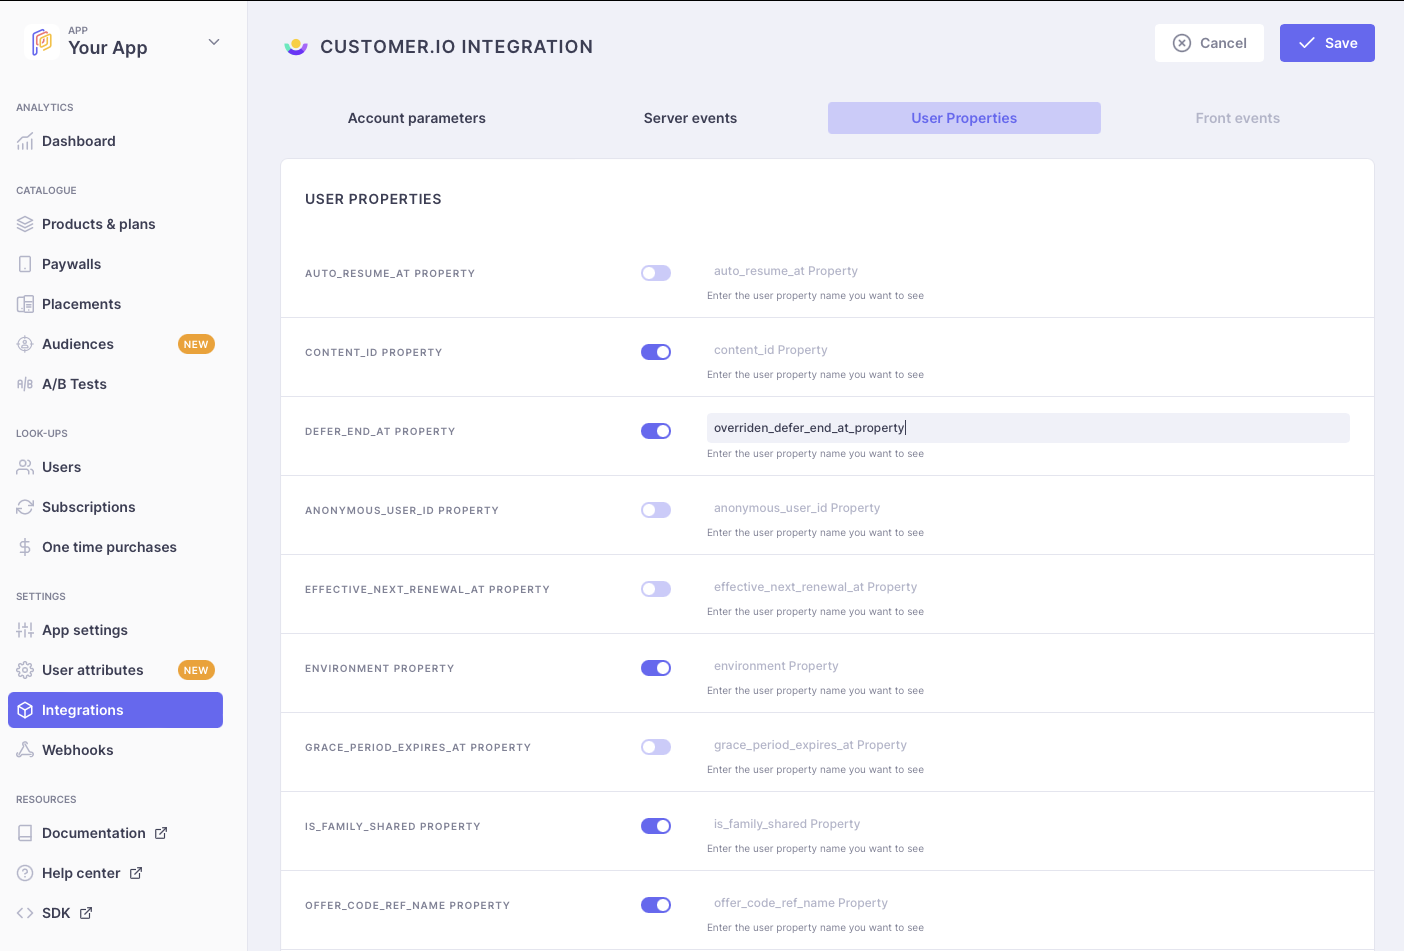 APP
Your App
ANALYTICS
Dashboard
CATALOGUE
Products & plans
Paywalls
Placements
Audiences NEW
A/B Tests
LOOK-UPS
Users
Subscriptions
One time purchases
SETTINGS
App settings
User attributes NEW
Integrations
Webhooks
RESOURCES
Documentation
Help center
SDK
CUSTOMER.IO INTEGRATION
Cancel
Save
Account parameters
Server events
User Properties
Front events
USER PROPERTIES
AUTO_RESUME_AT PROPERTY
auto_resume_at Property
Enter the user property name you want to see
CONTENT_ID PROPERTY
content_id Property
Enter the user property name you want to see
DEFER_END_AT PROPERTY
overriden_defer_end_at_property
Enter the user property name you want to see
ANONYMOUS_USER_ID PROPERTY
anonymous_user_id Property
Enter the user property name you want to see
EFFECTIVE_NEXT_RENEWAL_AT PROPERTY
effective_next_renewal_at Property
Enter the user property name you want to see
ENVIRONMENT PROPERTY
environment Property
Enter the user property name you want to see
GRACE_PERIOD_EXPIRES_AT PROPERTY
grace_period_expires_at Property
Enter the user property name you want to see
IS_FAMILY_SHARED PROPERTY
is_family_shared Property
Enter the user property name you want to see
OFFER_CODE_REF_NAME PROPERTY
offer_code_ref_name Property
Enter the user property name you want to see